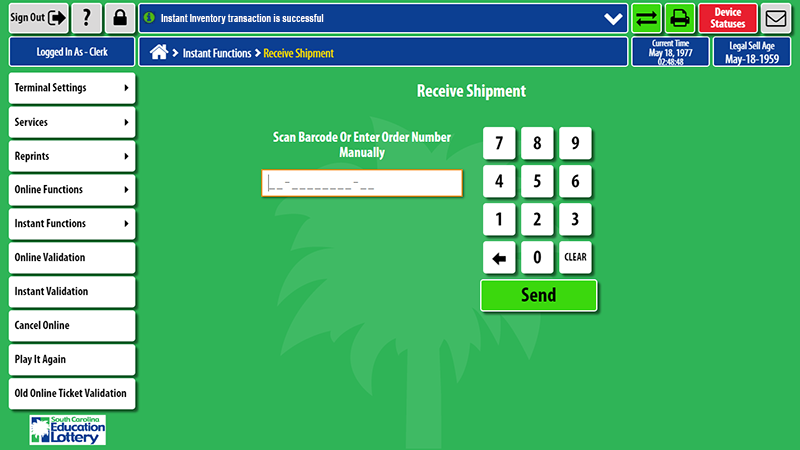 Sign Out
?
Instant Inventory transaction is successful
Device
Statuses
Logged In As - Clerk
Instant Functions > Receive Shipment
Current Time
May 18, 1977
02:48:48
Legal Sell Age
May-18-1959
Terminal Settings
Services
Reprints
Online Functions
Instant Functions
Online Validation
Instant Validation
Cancel Online
Play It Again
Old Online Ticket Validation
South Carolina
Education
Lottery
Receive Shipment
Scan Barcode Or Enter Order Number
Manually
__-________-__
7 8 9
4 5 6
1 2 3
0 CLEAR
Send